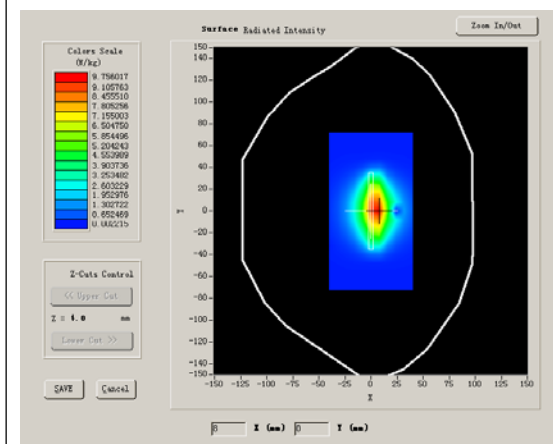 Surface Radiated Intensity
Zoom In/Out
Colors Scale
(W/kg)
9.756017
9.105763
8.455510
7.805256
7.155003
6.504750
5.854496
5.204243
4.553989
3.903736
3.253482
2.603229
1.952976
1.302722
0.652469
0.002215
150
140
120
100
80
60
40
20
0
-20
-40
-60
-80
-100
-120
-140
-150
Y
-150 -125 -100 -75 -50 -25 0 25 50 75 100 125 150
X
Z-Cuts Control
<< Upper Cut
Z = 4.0 mm
Lower Cut >>
SAVE
Cancel
8 X (mm) 0 Y (mm)